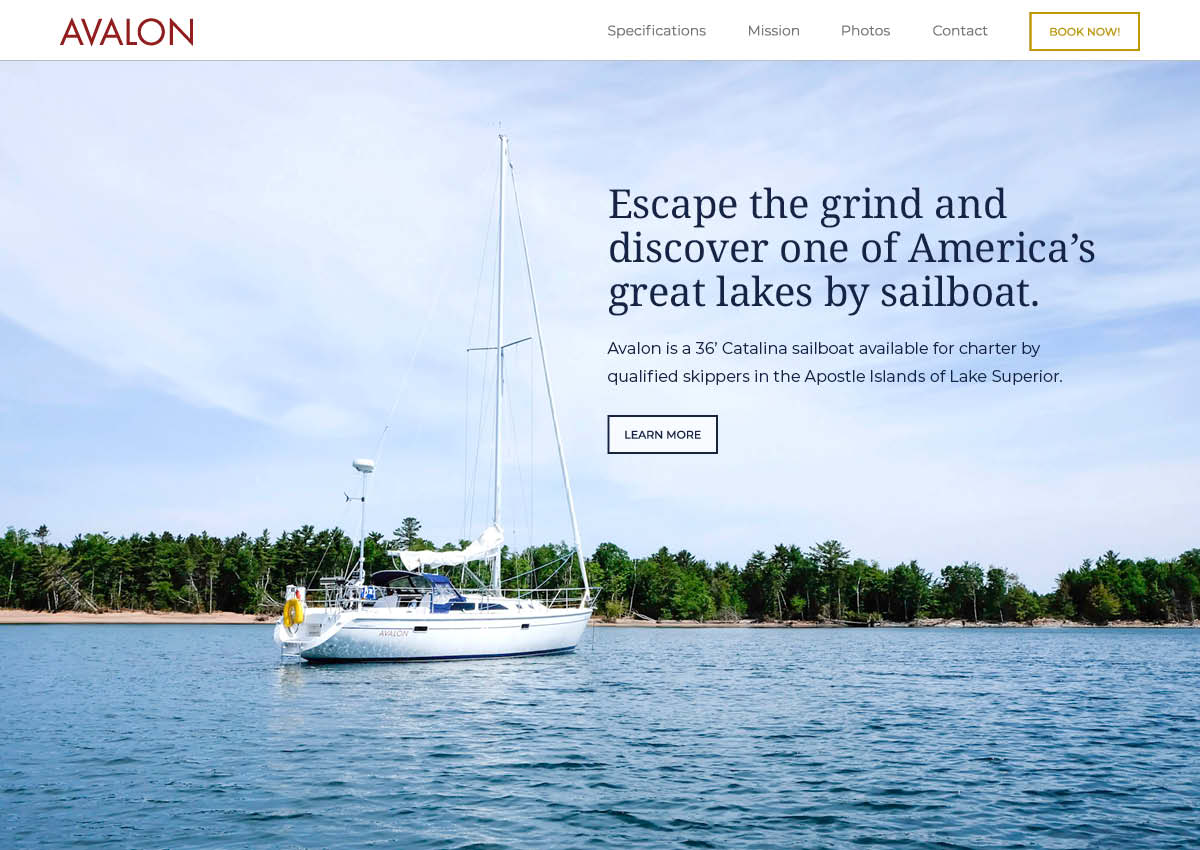 AVALON
Specifications
Mission
Photos
Contact
BOOK NOW!
Escape the grind and
discover one of America’s
great lakes by sailboat.
Avalon is a 36’ Catalina sailboat available for charter by
qualified skippers in the Apostle Islands of Lake Superior.
LEARN MORE
AVALON